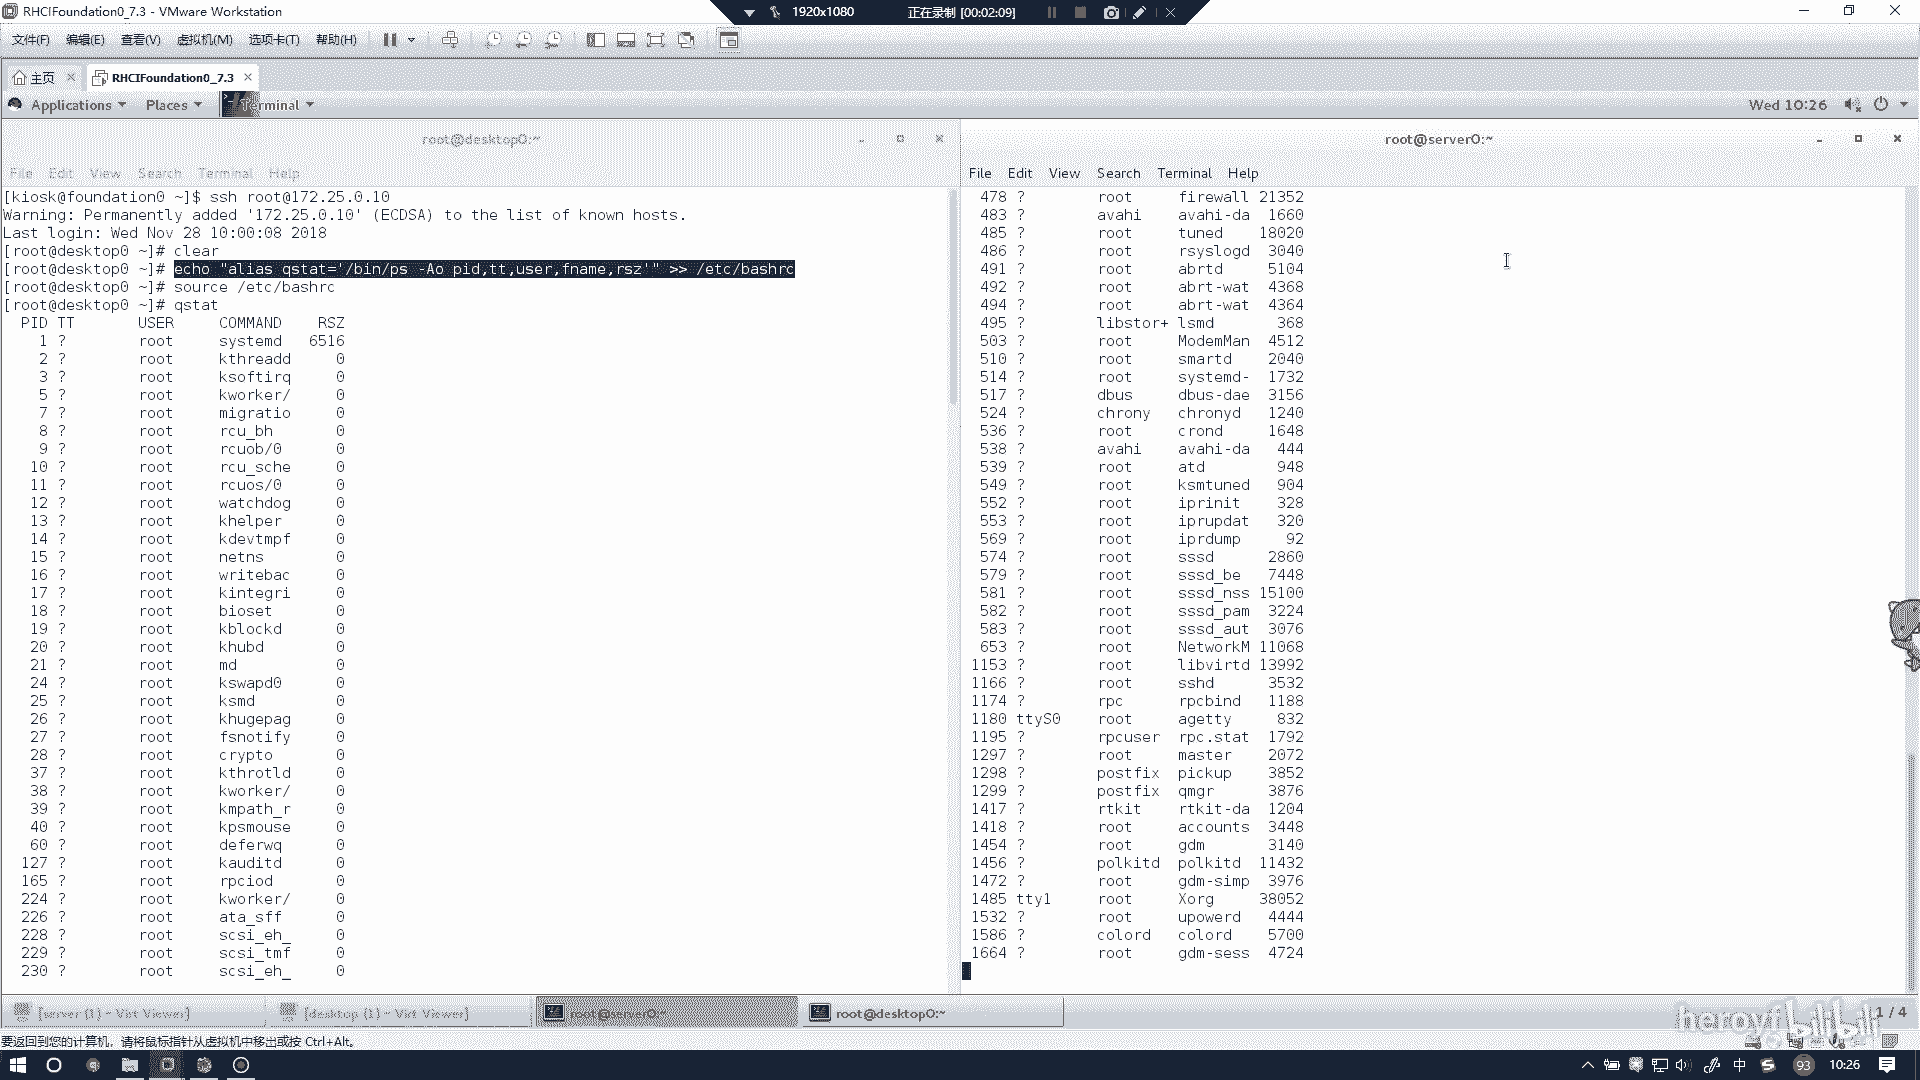 RHCIFoundation0_7.3 - VMware Workstation
1920x1080 正在录制 [00:02:09]
文件(F) 编辑(E) 查看(V) 虚拟机(M) 选项卡(T) 帮助(H)
主页 RHCIFoundation0_7.3
Applications Places Terminal Wed 10:26
root@desktop0:~
File Edit View Search Terminal Help
[kiosk@foundation0 ~]$ ssh root@172.25.0.10
Warning: Permanently added '172.25.0.10' (ECDSA) to the list of known hosts.
Last login: Wed Nov 28 10:00:08 2018
[root@desktop0 ~]# clear
[root@desktop0 ~]# echo "alias qstat='/bin/ps -Ao pid,tt,user,fname,rsz'" >> /etc/bashrc
[root@desktop0 ~]# source /etc/bashrc
[root@desktop0 ~]# qstat
PID TT USER COMMAND RSZ
1 ? root systemd 6516
2 ? root kthreadd 0
3 ? root ksoftirq 0
5 ? root kworker/ 0
7 ? root migratio 0
8 ? root rcu_bh 0
9 ? root rcuob/0 0
10 ? root rcu_sche 0
11 ? root rcuos/0 0
12 ? root watchdog 0
13 ? root khelper 0
14 ? root kdevtmpf 0
15 ? root netns 0
16 ? root writebac 0
17 ? root kintegri 0
18 ? root bioset 0
19 ? root kblockd 0
20 ? root khubd 0
21 ? root md 0
24 ? root kswapd0 0
25 ? root ksmd 0
26 ? root khugepag 0
27 ? root fsnotify 0
28 ? root crypto 0
37 ? root kthrotld 0
38 ? root kworker/ 0
39 ? root kmpath_r 0
40 ? root kpsmouse 0
60 ? root deferwq 0
127 ? root kauditd 0
165 ? root rpciod 0
224 ? root kworker/ 0
226 ? root ata_sff 0
228 ? root scsi_eh_ 0
229 ? root scsi_tmf 0
230 ? root scsi_eh_ 0
root@server0:~
File Edit View Search Terminal Help
478 ? root firewall 21352
483 ? avahi avahi-da 1660
485 ? root tuned 18020
486 ? root rsyslogd 3040
491 ? root abrtd 5104
492 ? root abrt-wat 4368
494 ? root abrt-wat 4364
495 ? libstor+ lsmd 368
503 ? root ModemMan 4512
510 ? root smartd 2040
514 ? root systemd- 1732
517 ? dbus dbus-dae 3156
524 ? chrony chronyd 1240
536 ? root crond 1648
538 ? avahi avahi-da 444
539 ? root atd 948
549 ? root ksmtuned 904
552 ? root iprinit 328
553 ? root iprupdat 320
569 ? root iprdump 92
574 ? root sssd 2860
579 ? root sssd_be 7448
581 ? root sssd_nss 15100
582 ? root sssd_pam 3224
583 ? root sssd_aut 3076
653 ? root NetworkM 11068
1153 ? root libvirtd 13992
1166 ? root sshd 3532
1174 ? rpc rpcbind 1188
1180 ttyS0 root agetty 832
1195 ? rpcuser rpc.stat 1792
1297 ? root master 2072
1298 ? postfix pickup 3852
1299 ? postfix qmgr 3876
1417 ? rtkit rtkit-da 1204
1418 ? root accounts 3448
1454 ? root gdm 3140
1456 ? polkitd polkitd 11432
1472 ? root gdm-simp 3976
1485 tty1 root Xorg 38052
1532 ? root upowerd 4444
1586 ? colord colord 5700
1664 ? root gdm-sess 4724
[server (1) - Virt Viewer] [desktop (1) - Virt Viewer] root@server0:~ root@desktop0:~ 1 / 4
heroyf bilibili
要返回到您的计算机，请将鼠标指针从虚拟机中移出或按 Ctrl+Alt。
中 93 10:26